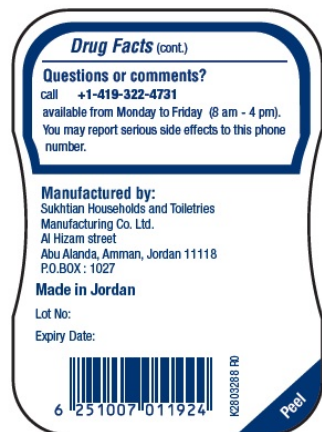 Drug Facts (cont.)
Questions or comments?
call +1-419-322-4731
available from Monday to Friday (8 am - 4 pm).
You may report serious side effects to this phone
number.
Manufactured by:
Sukhtian Households and Toiletries
Manufacturing Co. Ltd.
Al Hizam street
Abu Alanda, Amman, Jordan 11118
P.O.BOX : 1027
Made in Jordan
Lot No:
Expiry Date:
6 251007 011924
K2803288 R0
Peel